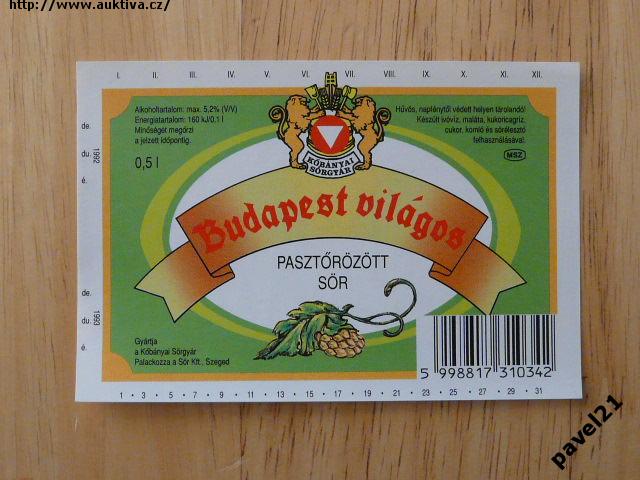 http://www.auktiva.cz/
I. II. III. IV. V. VI. VII. VIII. IX. X. XI. XII.
Alkoholtartalom: max. 5,2% (V/V)
Energiatartalom: 160 kJ/0,1 l
Minőségét megőrzi
a jelzett időpontig.
0,5 l
Hűvös, napfénytől védett helyen tárolandó!
Készült ivóvíz, maláta, kukoricagríz,
cukor, komló és sörélesztő
felhasználásával.
MSZ
KŐBÁNYAI
SÖRGYÁR
de.
du. 1992
é.
Budapest világos
PASZTŐRÖZÖTT
SÖR
de.
du. 1993
é.
Gyártja
a Kőbányai Sörgyár
Palackozza a Sör Kft., Szeged
5 998817 310342
1 • 3 • 5 • 7 • 9 • 11 • 13 • 15 • 17 • 19 • 21 • 23 • 25 • 27 • 29 • 31
pavel21